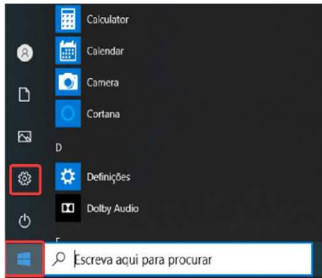 Calculator
Calendar
Camera
Cortana
D
Definições
Dolby Audio
Escreva aqui para procurar